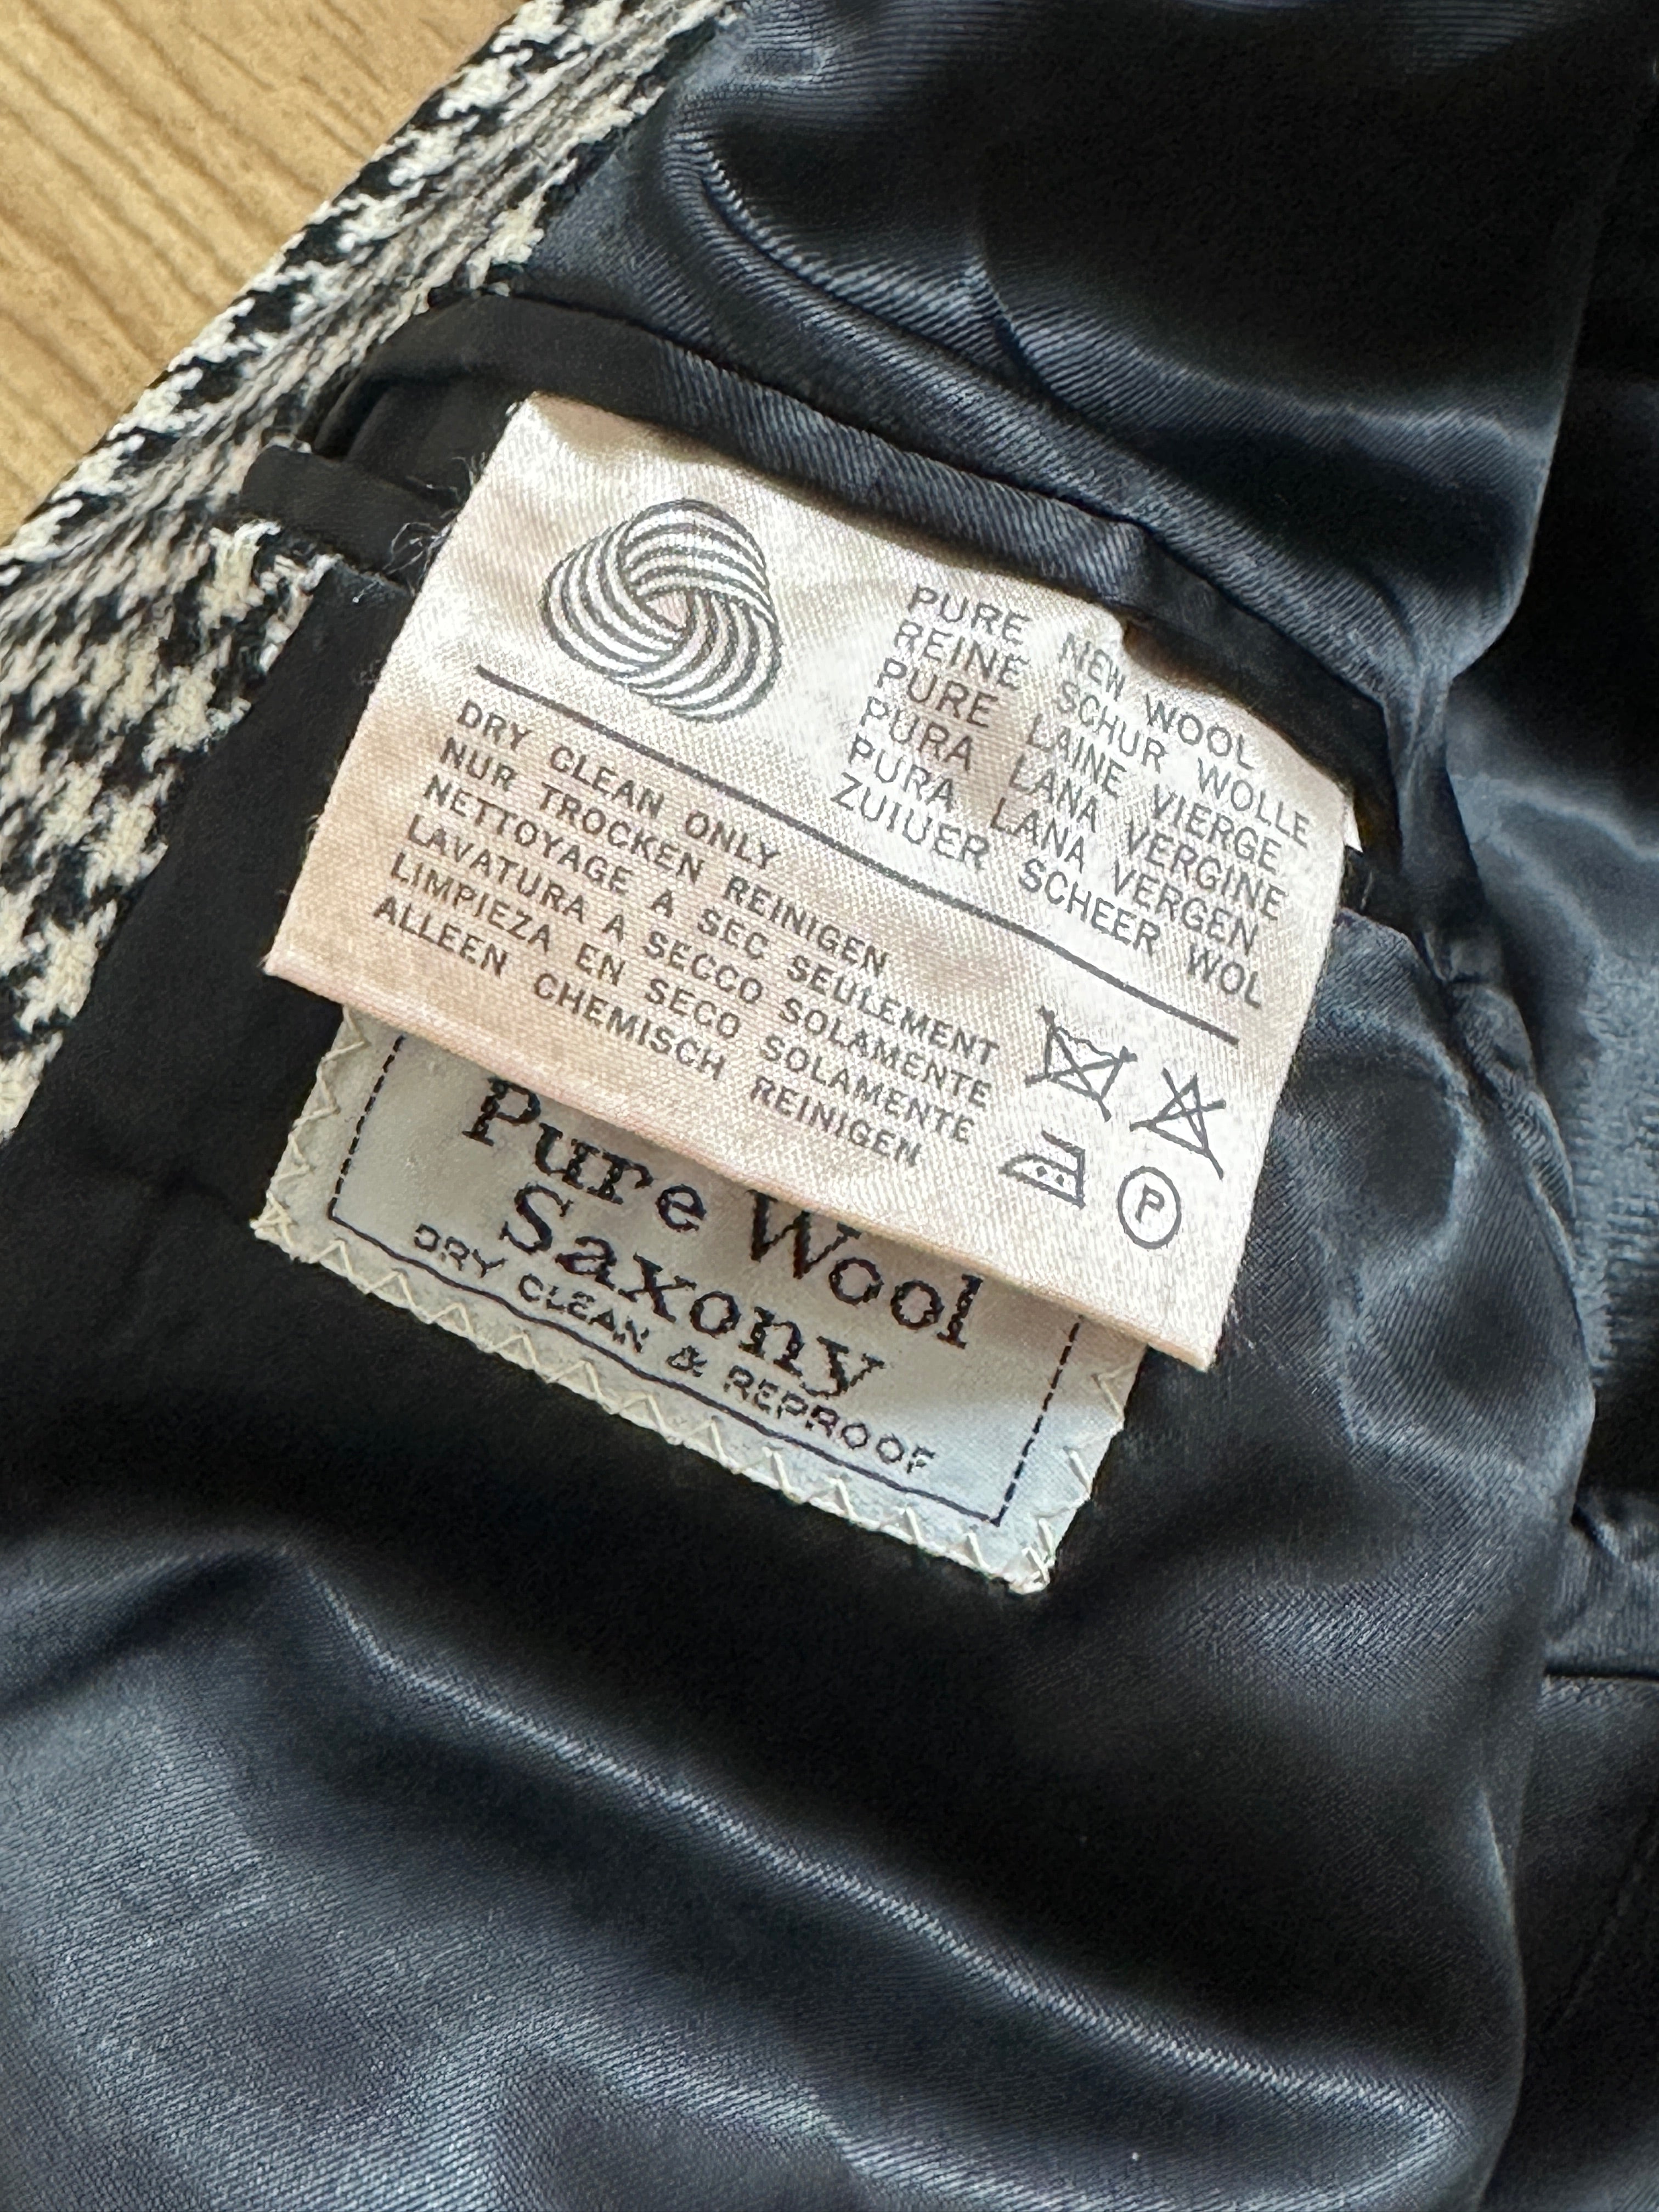 PURE NEW WOOL
REINE SCHUR WOLLE
PURE LAINE VIERGE
PURA LANA VERGINE
PURA LANA VERGEN
ZUIUER SCHEER WOL
DRY CLEAN ONLY
NUR TROCKEN REINIGEN
NETTOYAGE A SEC SEULEMENT
LAVATURA A SECCO SOLAMENTE
LIMPIEZA EN SECO SOLAMENTE
ALLEEN CHEMISCH REINIGEN
P
Pure Wool
Saxony
DRY CLEAN & REPROOF